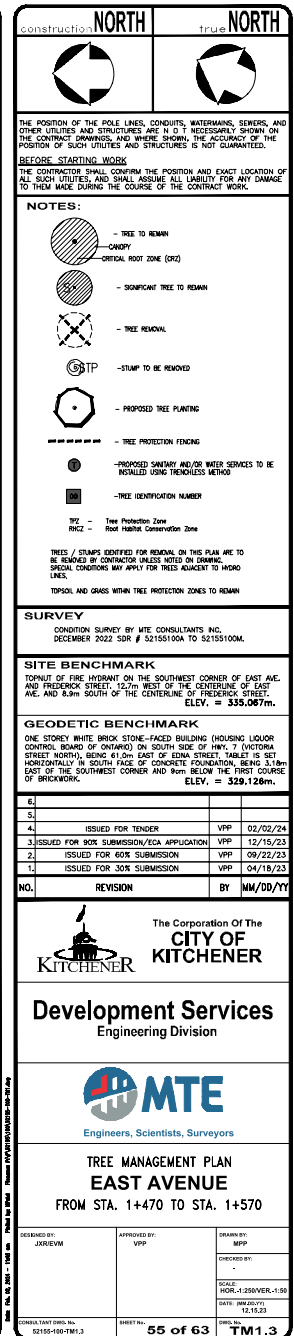 construction NORTH
true NORTH
THE POSITION OF THE POLE LINES, CONDUITS, WATERMAINS, SEWERS, AND
OTHER UTILITIES AND STRUCTURES ARE N O T NECESSARILY SHOWN ON
THE CONTRACT DRAWINGS, AND WHERE SHOWN, THE ACCURACY OF THE
POSITION OF SUCH UTILITIES AND STRUCTURES IS NOT GUARANTEED.
BEFORE STARTING WORK
THE CONTRACTOR SHALL CONFIRM THE POSITION AND EXACT LOCATION OF
ALL SUCH UTILITIES, AND SHALL ASSUME ALL LIABILITY FOR ANY DAMAGE
TO THEM MADE DURING THE COURSE OF THE CONTRACT WORK.
NOTES:
- TREE TO REMAIN
CANOPY
CRITICAL ROOT ZONE (CRZ)
S
- SIGNIFICANT TREE TO REMAIN
- TREE REMOVAL
STP
-STUMP TO BE REMOVED
- PROPOSED TREE PLANTING
- TREE PROTECTION FENCING
T
-PROPOSED SANITARY AND/OR WATER SERVICES TO BE
INSTALLED USING TRENCHLESS METHOD
00
-TREE IDENTIFICATION NUMBER
TPZ - Tree Protection Zone
RHCZ - Root Habitat Conservation Zone
TREES / STUMPS IDENTIFIED FOR REMOVAL ON THIS PLAN ARE TO
BE REMOVED BY CONTRACTOR UNLESS NOTED ON DRAWING.
SPECIAL CONDITIONS MAY APPLY FOR TREES ADJACENT TO HYDRO
LINES.
TOPSOIL AND GRASS WITHIN TREE PROTECTION ZONES TO REMAIN
SURVEY
CONDITION SURVEY BY MTE CONSULTANTS INC.
DECEMBER 2022 SDR # 52155100A TO 52155100M.
SITE BENCHMARK
TOPNUT OF FIRE HYDRANT ON THE SOUTHWEST CORNER OF EAST AVE.
AND FREDERICK STREET. 12.7m WEST OF THE CENTERLINE OF EAST
AVE. AND 8.9m SOUTH OF THE CENTERLINE OF FREDERICK STREET.
ELEV. = 335.067m.
GEODETIC BENCHMARK
ONE STOREY WHITE BRICK STONE-FACED BUILDING (HOUSING LIQUOR
CONTROL BOARD OF ONTARIO) ON SOUTH SIDE OF HWY. 7 (VICTORIA
STREET NORTH), BEING 61.0m EAST OF EDNA STREET, TABLET IS SET
HORIZONTALLY IN SOUTH FACE OF CONCRETE FOUNDATION, BEING 3.18m
EAST OF THE SOUTHWEST CORNER AND 9cm BELOW THE FIRST COURSE
OF BRICKWORK. ELEV. = 329.126m.
6.
5.
4. ISSUED FOR TENDER VPP 02/02/24
3. ISSUED FOR 90% SUBMISSION/ECA APPLICATION VPP 12/15/23
2. ISSUED FOR 60% SUBMISSION VPP 09/22/23
1. ISSUED FOR 30% SUBMISSION VPP 04/18/23
NO. REVISION BY MM/DD/YY
KITCHENER
The Corporation Of The
CITY OF
KITCHENER
Development Services
Engineering Division
MTE
Engineers, Scientists, Surveyors
TREE MANAGEMENT PLAN
EAST AVENUE
FROM STA. 1+470 TO STA. 1+570
DESIGNED BY:
JXR/EVM
APPROVED BY:
VPP
DRAWN BY:
MPP
CHECKED BY:
-
SCALE:
HOR.-1:250/VER.-1:50
DATE: (MM.DD.YY)
12.15.23
CONSULTANT DWG. No.
52155-100-TM1.3
SHEET No.
55 of 63
DWG. No.
TM1.3